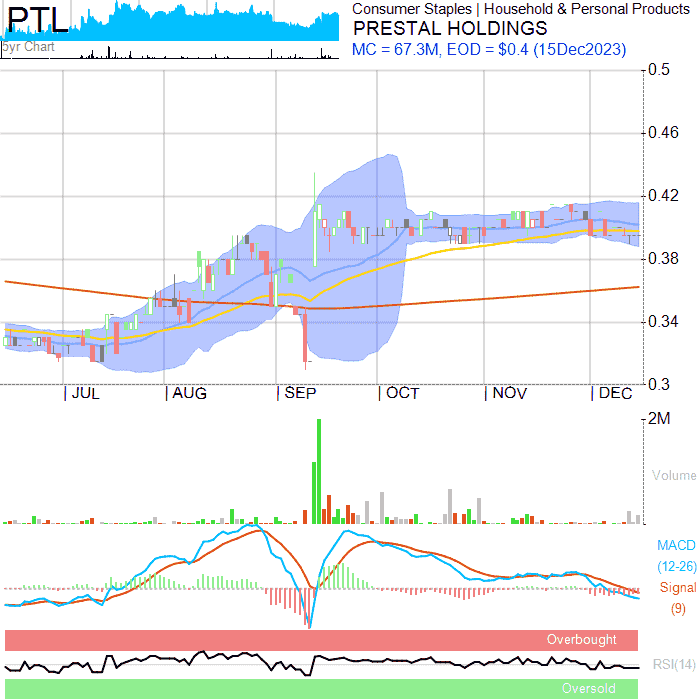 PTL
5yr Chart
Consumer Staples | Household & Personal Products
PRESTAL HOLDINGS
MC = 67.3M, EOD = $0.4 (15Dec2023)
0.5
0.46
0.42
0.38
0.34
0.3
JUL
AUG
SEP
OCT
NOV
DEC
2M
Volume
MACD
(12-26)
Signal
(9)
Overbought
RSI(14)
Oversold